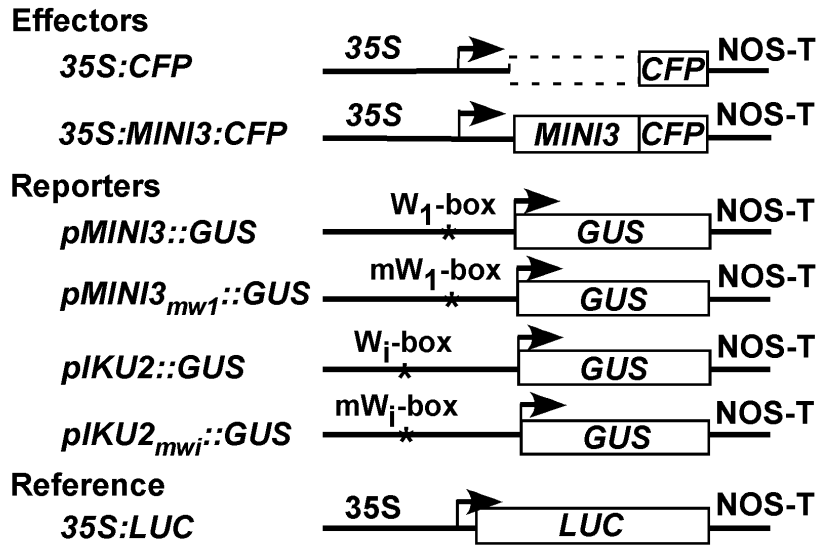 Effectors
35S:CFP 35S CFP NOS-T
35S:MINI3:CFP 35S MINI3 CFP NOS-T
Reporters
pMINI3::GUS W1-box * GUS NOS-T
pMINI3mw1::GUS mW1-box * GUS NOS-T
pIKU2::GUS Wi-box * GUS NOS-T
pIKU2mwi::GUS mWi-box * GUS NOS-T
Reference
35S:LUC 35S LUC NOS-T